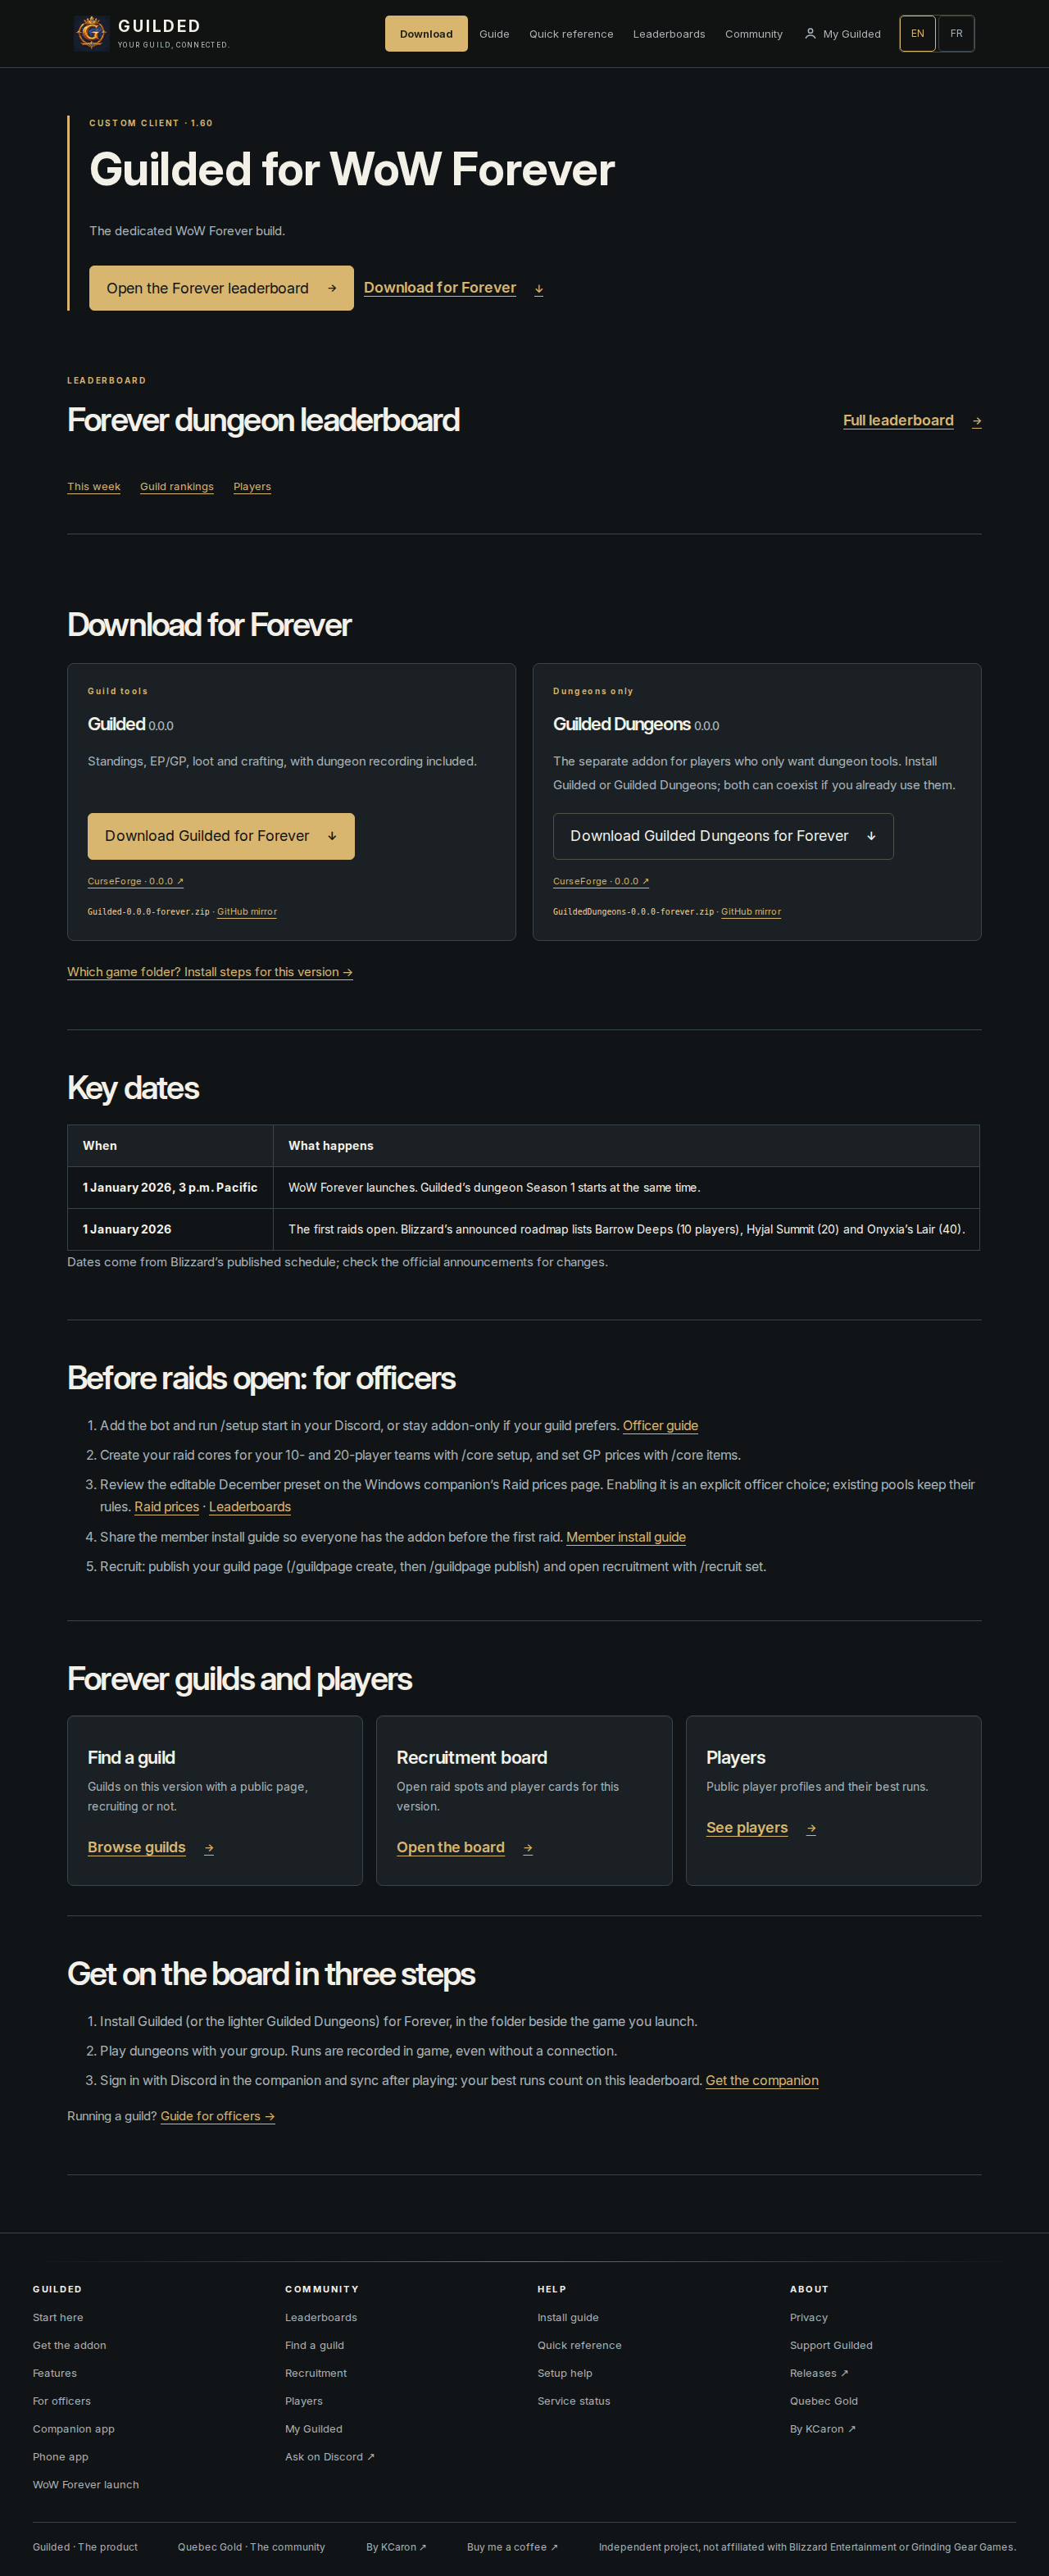 GUILDED
YOUR GUILD, CONNECTED.
Download
Guide
Quick reference
Leaderboards
Community
My Guilded
EN
FR
CUSTOM CLIENT · 1.60
Guilded for WoW Forever
The dedicated WoW Forever build.
Open the Forever leaderboard →
Download for Forever ↓
LEADERBOARD
Forever dungeon leaderboard
Full leaderboard →
This week
Guild rankings
Players
Download for Forever
Guild tools
Guilded 0.0.0
Standings, EP/GP, loot and crafting, with dungeon recording included.
Download Guilded for Forever ↓
CurseForge · 0.0.0 ↗
Guilded-0.0.0-forever.zip · GitHub mirror
Dungeons only
Guilded Dungeons 0.0.0
The separate addon for players who only want dungeon tools. Install
Guilded or Guilded Dungeons; both can coexist if you already use them.
Download Guilded Dungeons for Forever ↓
CurseForge · 0.0.0 ↗
GuildedDungeons-0.0.0-forever.zip · GitHub mirror
Which game folder? Install steps for this version →
Key dates
When
What happens
1 January 2026, 3 p.m. Pacific
WoW Forever launches. Guilded’s dungeon Season 1 starts at the same time.
1 January 2026
The first raids open. Blizzard’s announced roadmap lists Barrow Deeps (10 players), Hyjal Summit (20) and Onyxia’s Lair (40).
Dates come from Blizzard’s published schedule; check the official announcements for changes.
Before raids open: for officers
1. Add the bot and run /setup start in your Discord, or stay addon-only if your guild prefers. Officer guide
2. Create your raid cores for your 10- and 20-player teams with /core setup, and set GP prices with /core items.
3. Review the editable December preset on the Windows companion’s Raid prices page. Enabling it is an explicit officer choice; existing pools keep their
rules. Raid prices · Leaderboards
4. Share the member install guide so everyone has the addon before the first raid. Member install guide
5. Recruit: publish your guild page (/guildpage create, then /guildpage publish) and open recruitment with /recruit set.
Forever guilds and players
Find a guild
Guilds on this version with a public page,
recruiting or not.
Browse guilds →
Recruitment board
Open raid spots and player cards for this
version.
Open the board →
Players
Public player profiles and their best runs.
See players →
Get on the board in three steps
1. Install Guilded (or the lighter Guilded Dungeons) for Forever, in the folder beside the game you launch.
2. Play dungeons with your group. Runs are recorded in game, even without a connection.
3. Sign in with Discord in the companion and sync after playing: your best runs count on this leaderboard. Get the companion
Running a guild? Guide for officers →
GUILDED
Start here
Get the addon
Features
For officers
Companion app
Phone app
WoW Forever launch
COMMUNITY
Leaderboards
Find a guild
Recruitment
Players
My Guilded
Ask on Discord ↗
HELP
Install guide
Quick reference
Setup help
Service status
ABOUT
Privacy
Support Guilded
Releases ↗
Quebec Gold
By KCaron ↗
Guilded · The product
Quebec Gold · The community
By KCaron ↗
Buy me a coffee ↗
Independent project, not affiliated with Blizzard Entertainment or Grinding Gear Games.